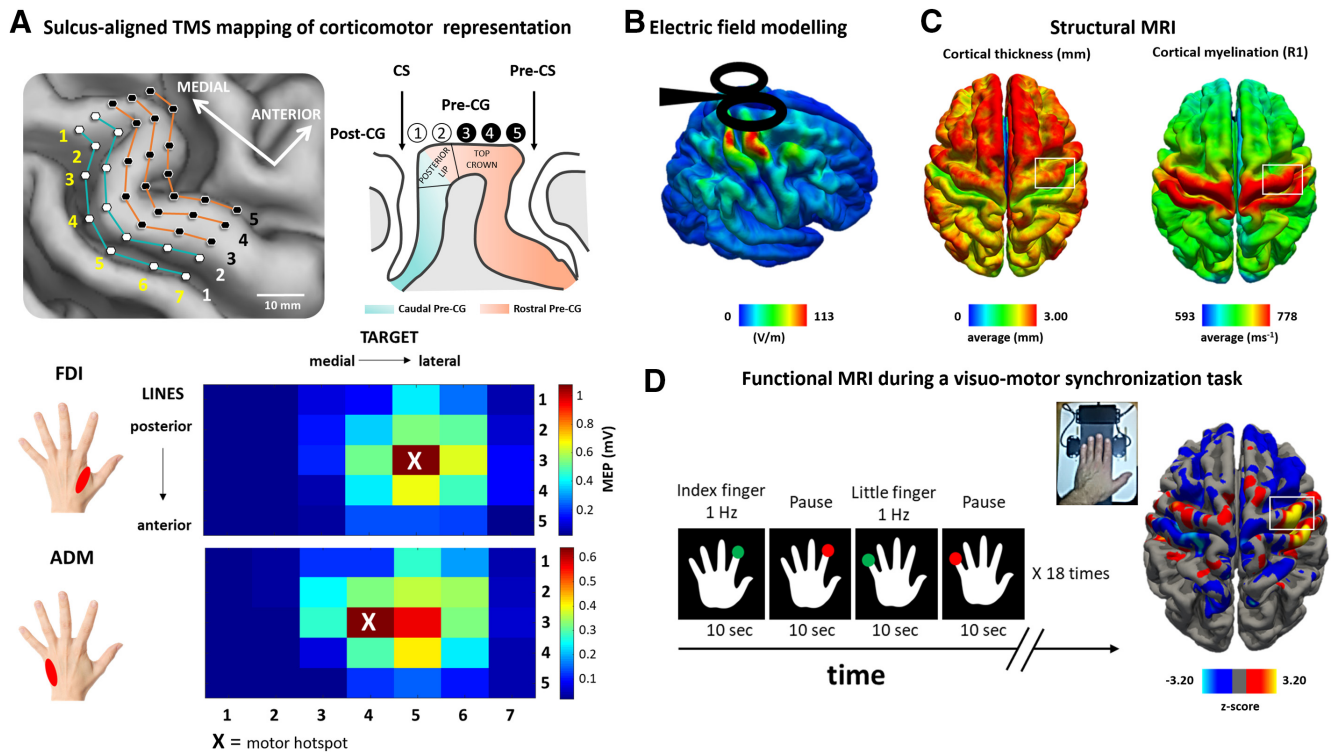 A Sulcus-aligned TMS mapping of corticomotor representation
MEDIAL
ANTERIOR
1
2
3
4
5
6
7
5
4
3
2
1
10 mm
CS
Pre-CS
Pre-CG
Post-CG
1 2 3 4 5
POSTERIOR
LIP
TOP
CROWN
Caudal Pre-CG
Rostral Pre-CG
TARGET
medial lateral
FDI
LINES
posterior
anterior
X
1
2
3
4
5
1
0.8
0.6
0.4
0.2
MEP (mV)
ADM
X
1
2
3
4
5
0.6
0.5
0.4
0.3
0.2
0.1
1 2 3 4 5 6 7
X = motor hotspot
B Electric field modelling
0 113
(V/m)
C Structural MRI
Cortical thickness (mm)
Cortical myelination (R1)
0 3.00
average (mm)
593 778
average (ms-1)
D Functional MRI during a visuo-motor synchronization task
Index finger
1 Hz
Pause
Little finger
1 Hz
Pause
X 18 times
10 sec 10 sec 10 sec 10 sec
time
-3.20 3.20
z-score